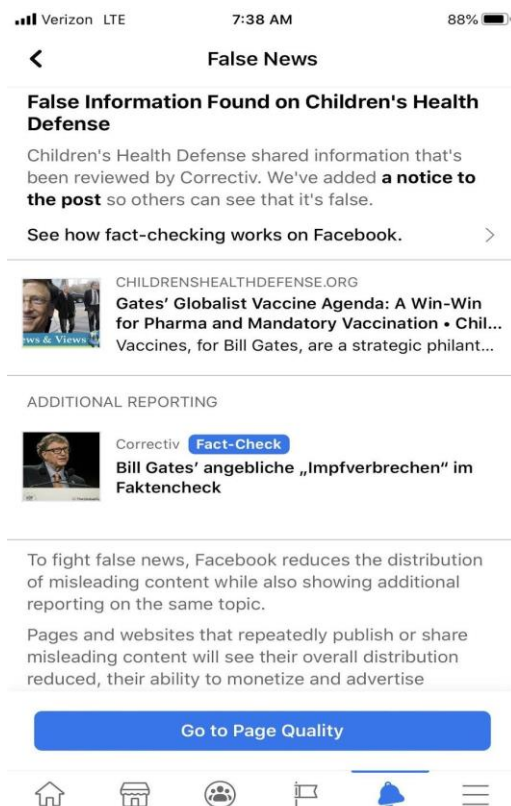 Verizon LTE 7:38 AM 88%
False News
False Information Found on Children's Health
Defense
Children's Health Defense shared information that's
been reviewed by Correctiv. We've added a notice to
the post so others can see that it's false.
See how fact-checking works on Facebook.
CHILDRENSHEALTHDEFENSE.ORG
Gates' Globalist Vaccine Agenda: A Win-Win
for Pharma and Mandatory Vaccination • Chil...
Vaccines, for Bill Gates, are a strategic philant...
ews & Views
ADDITIONAL REPORTING
Correctiv Fact-Check
Bill Gates' angebliche „Impfverbrechen" im
Faktencheck
To fight false news, Facebook reduces the distribution
of misleading content while also showing additional
reporting on the same topic.
Pages and websites that repeatedly publish or share
misleading content will see their overall distribution
reduced, their ability to monetize and advertise
Go to Page Quality